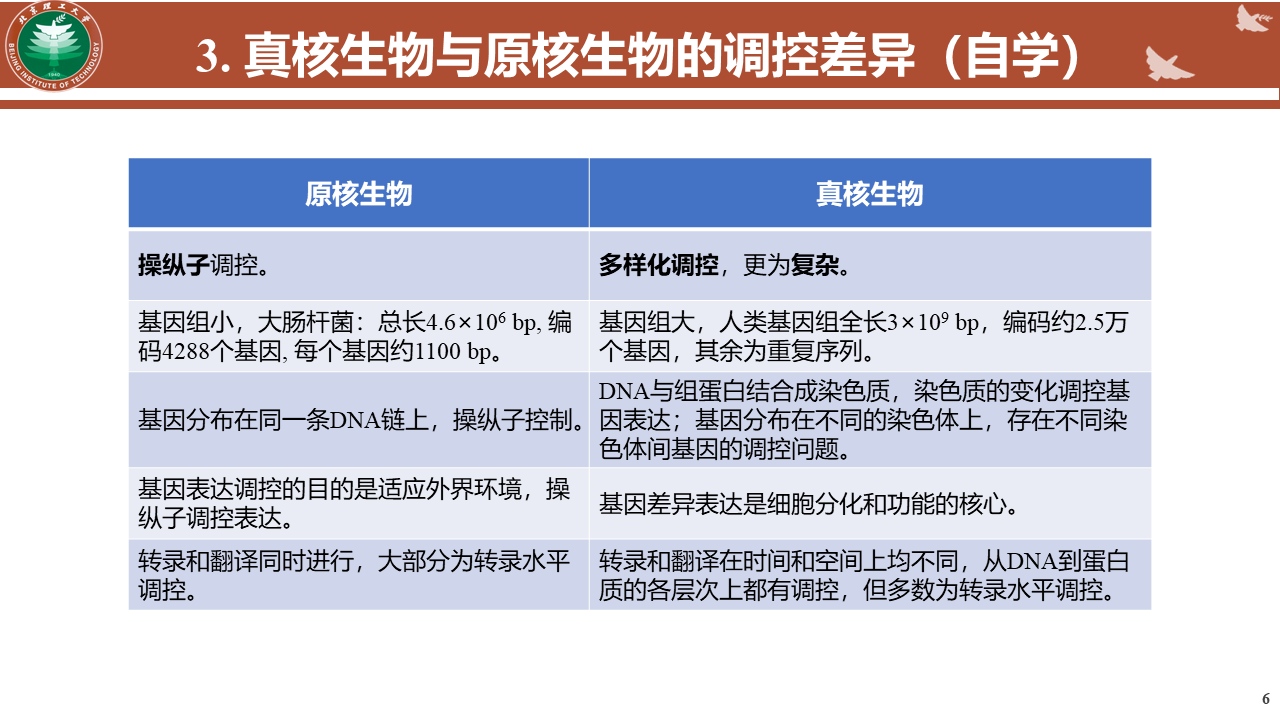 北京理工大学
BEIJING INSTITUTE OF TECHNOLOGY
1940
3. 真核生物与原核生物的调控差异（自学）
原核生物
真核生物
操纵子调控。
多样化调控，更为复杂。
基因组小，大肠杆菌：总长4.6×10⁶ bp, 编
码4288个基因, 每个基因约1100 bp。
基因组大，人类基因组全长3×10⁹ bp，编码约2.5万
个基因，其余为重复序列。
基因分布在同一条DNA链上，操纵子控制。
DNA与组蛋白结合成染色质，染色质的变化调控基
因表达；基因分布在不同的染色体上，存在不同染
色体间基因的调控问题。
基因表达调控的目的是适应外界环境，操
纵子调控表达。
基因差异表达是细胞分化和功能的核心。
转录和翻译同时进行，大部分为转录水平
调控。
转录和翻译在时间和空间上均不同，从DNA到蛋白
质的各层次上都有调控，但多数为转录水平调控。
6